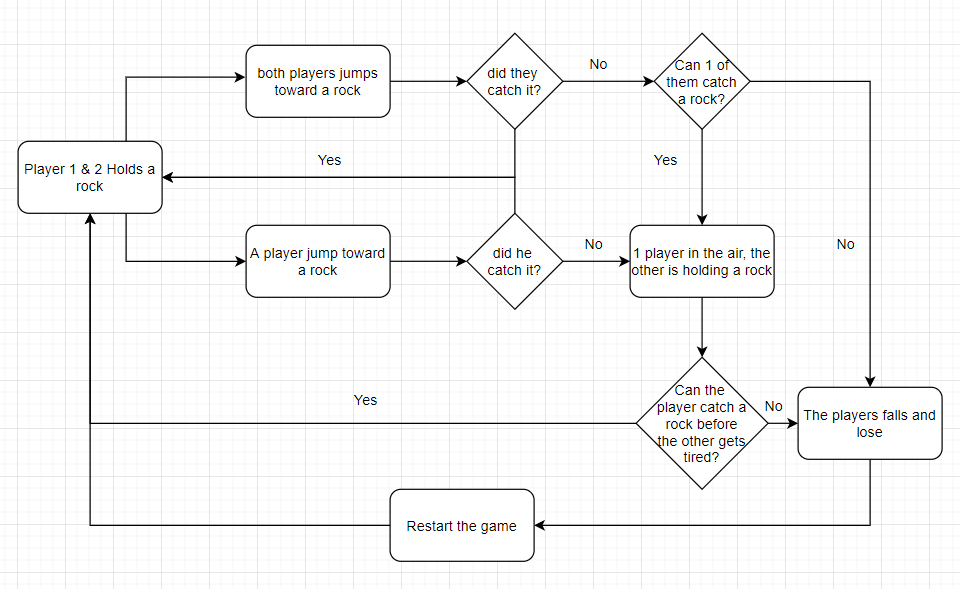 both players jumps
toward a rock
did they
catch it?
No
Can 1 of
them catch
a rock?
Player 1 & 2 Holds a
rock
Yes
Yes
A player jump toward
a rock
did he
catch it?
No
1 player in the air, the
other is holding a rock
No
Can the
player catch a
rock before
the other gets
tired?
Yes
No
The players falls and
lose
Restart the game